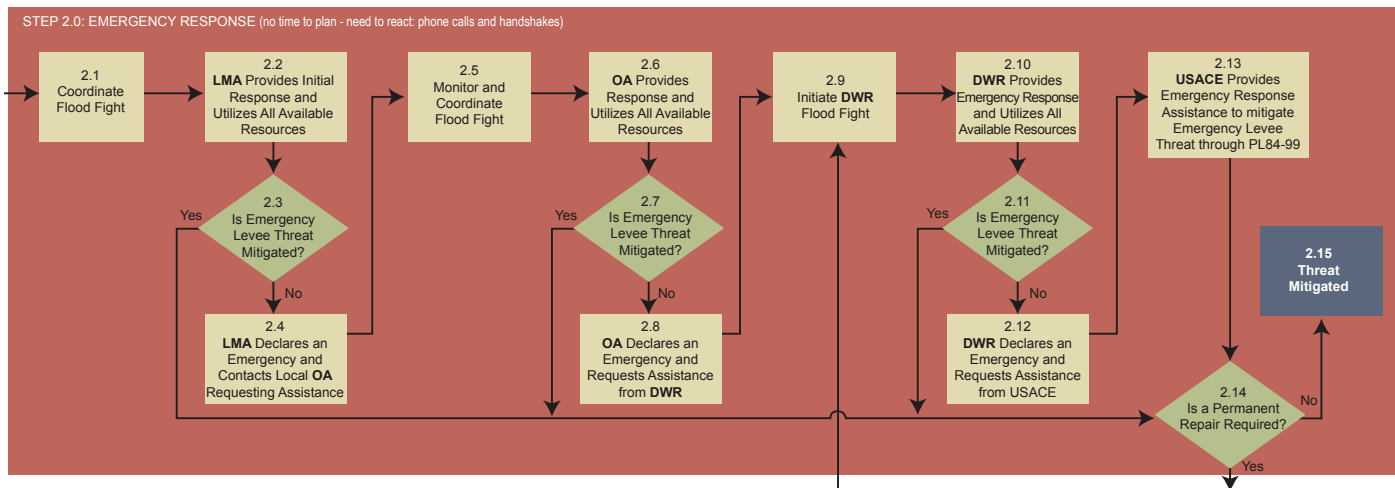 STEP 2.0: EMERGENCY RESPONSE (no time to plan - need to react: phone calls and handshakes)
2.1
Coordinate
Flood Fight
2.2
LMA Provides Initial
Response and
Utilizes All Available
Resources
2.3
Is Emergency
Levee Threat
Mitigated?
Yes
No
2.4
LMA Declares an
Emergency and
Contacts Local OA
Requesting Assistance
2.5
Monitor and
Coordinate
Flood Fight
2.6
OA Provides
Response and
Utilizes All Available
Resources
2.7
Is Emergency
Levee Threat
Mitigated?
Yes
No
2.8
OA Declares an
Emergency and
Requests Assistance
from DWR
2.9
Initiate DWR
Flood Fight
2.10
DWR Provides
Emergency Response
and Utilizes All
Available Resources
2.11
Is Emergency
Levee Threat
Mitigated?
Yes
No
2.12
DWR Declares an
Emergency and
Requests Assistance
from USACE
2.13
USACE Provides
Emergency Response
Assistance to mitigate
Emergency Levee
Threat through PL84-99
2.14
Is a Permanent
Repair Required?
No
Yes
2.15
Threat
Mitigated